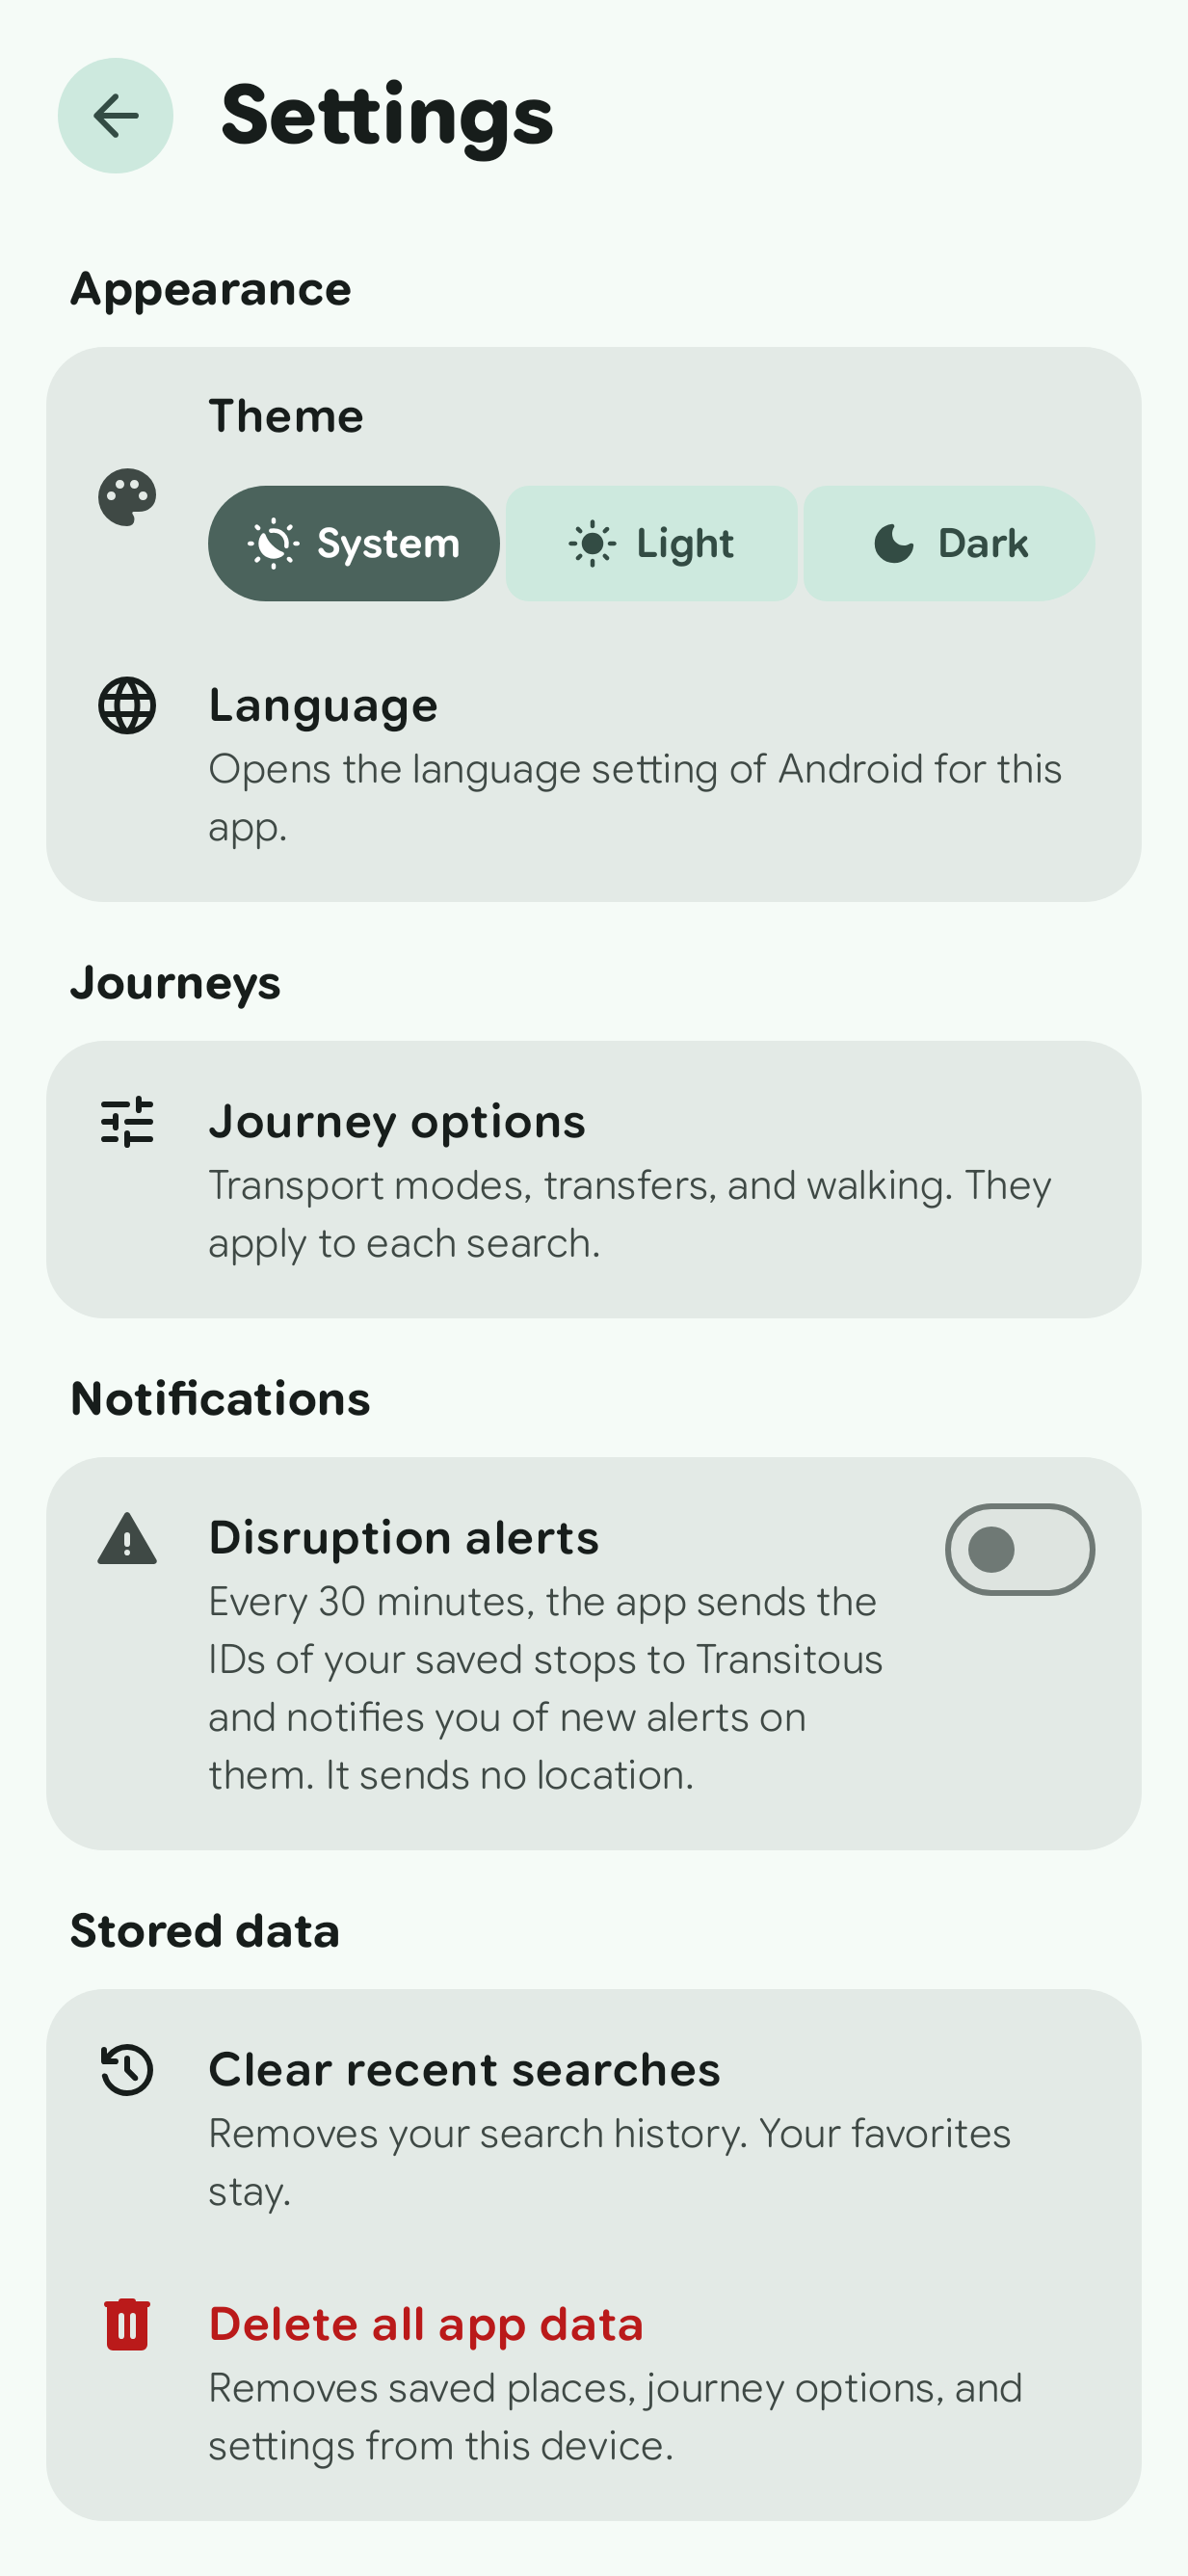 Settings
Appearance
Theme
System
Light
Dark
Language
Opens the language setting of Android for this
app.
Journeys
Journey options
Transport modes, transfers, and walking. They
apply to each search.
Notifications
Disruption alerts
Every 30 minutes, the app sends the
IDs of your saved stops to Transitous
and notifies you of new alerts on
them. It sends no location.
Stored data
Clear recent searches
Removes your search history. Your favorites
stay.
Delete all app data
Removes saved places, journey options, and
settings from this device.